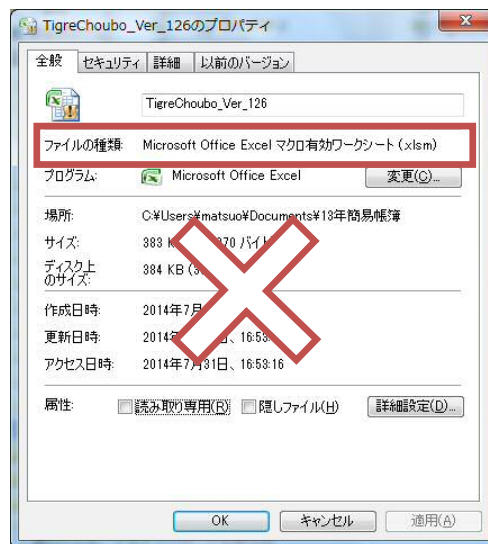 TigreChoubo_Ver_126のプロパティ
全般 セキュリティ 詳細 以前のバージョン
TigreChoubo_Ver_126
ファイルの種類: Microsoft Office Excel マクロ有効ワークシート (.xlsm)
プログラム: Microsoft Office Excel 変更(C)...
場所: C:¥Users¥matsuo¥Documents¥13年簡易帳簿
サイズ: 383 バイト
ディスク上
のサイズ: 384 KB
作成日時: 2014年7月
更新日時: 2014年 、16:53
アクセス日時: 2014年7月31日、16:53:16
属性: 読み取り専用(R) 隠しファイル(H) 詳細設定(D)...
OK キャンセル 適用(A)